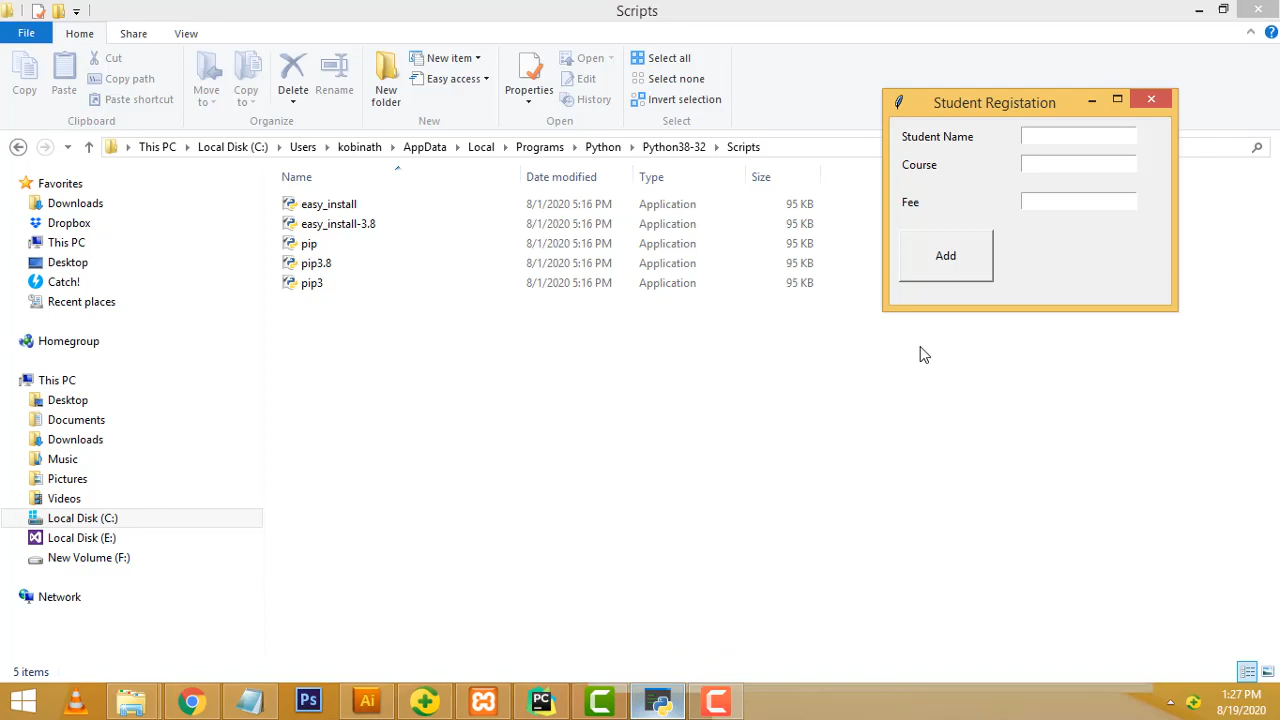 Scripts
File
Home
Share
View
Copy
Paste
Cut
Copy path
Paste shortcut
Clipboard
Move to
Copy to
Delete
Rename
Organize
New folder
New item
Easy access
New
Properties
Open
Edit
History
Open
Select all
Select none
Invert selection
Select
This PC
Local Disk (C:)
Users
kobinath
AppData
Local
Programs
Python
Python38-32
Scripts
Favorites
Downloads
Dropbox
This PC
Desktop
Catch!
Recent places
Homegroup
This PC
Desktop
Documents
Downloads
Music
Pictures
Videos
Local Disk (C:)
Local Disk (E:)
New Volume (F:)
Network
Name Date modified Type Size
easy_install 8/1/2020 5:16 PM Application 95 KB
easy_install-3.8 8/1/2020 5:16 PM Application 95 KB
pip 8/1/2020 5:16 PM Application 95 KB
pip3.8 8/1/2020 5:16 PM Application 95 KB
pip3 8/1/2020 5:16 PM Application 95 KB
Student Registation
Student Name
Course
Fee
Add
5 items
Ps
Ai
PC
1:27 PM
8/19/2020